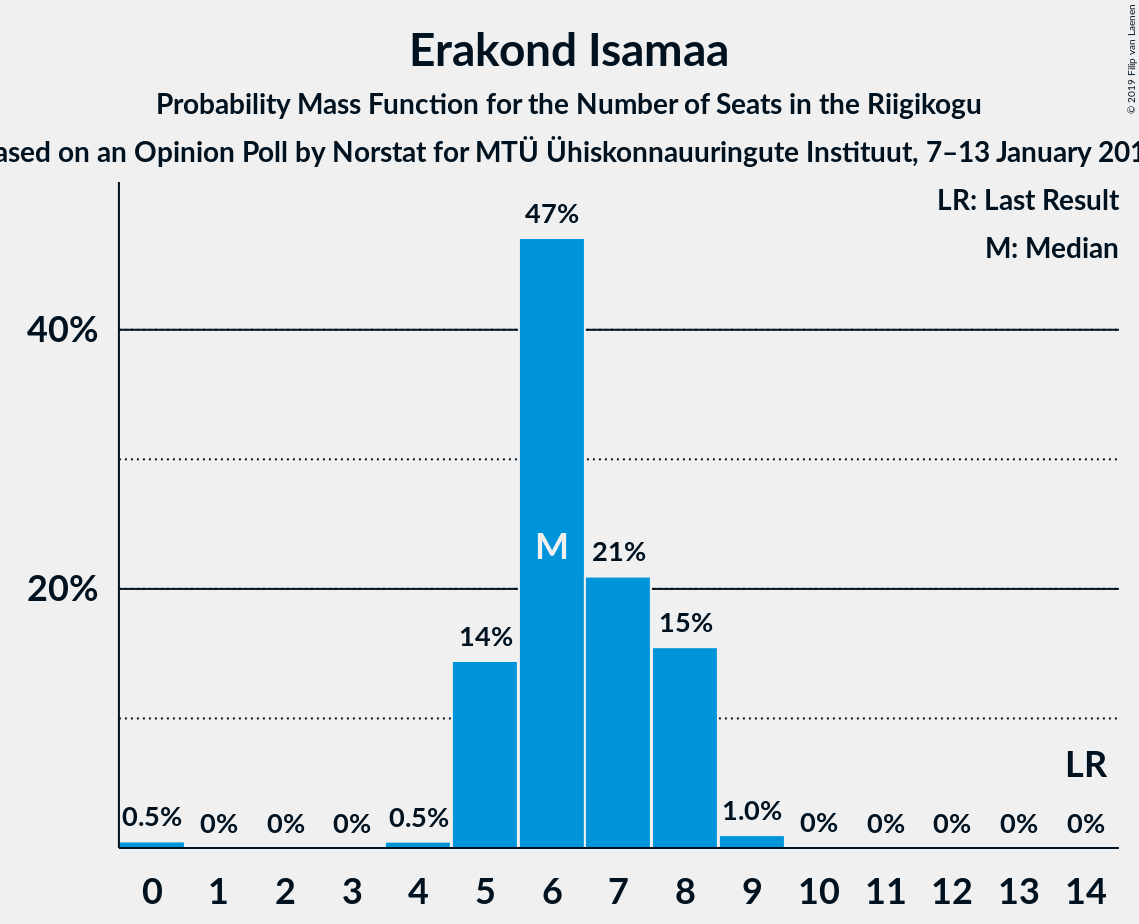 Erakond Isamaa
Probability Mass Function for the Number of Seats in the Riigikogu
ased on an Opinion Poll by Norstat for MTÜ Ühiskonnauuringute Instituut, 7–13 January 201
© 2019 Filip van Laenen
LR: Last Result
M: Median
47%
40%
M
21%
20%
15%
14%
LR
0.5% 0% 0% 0% 0.5% 1.0% 0% 0% 0% 0% 0%
0 1 2 3 4 5 6 7 8 9 10 11 12 13 14